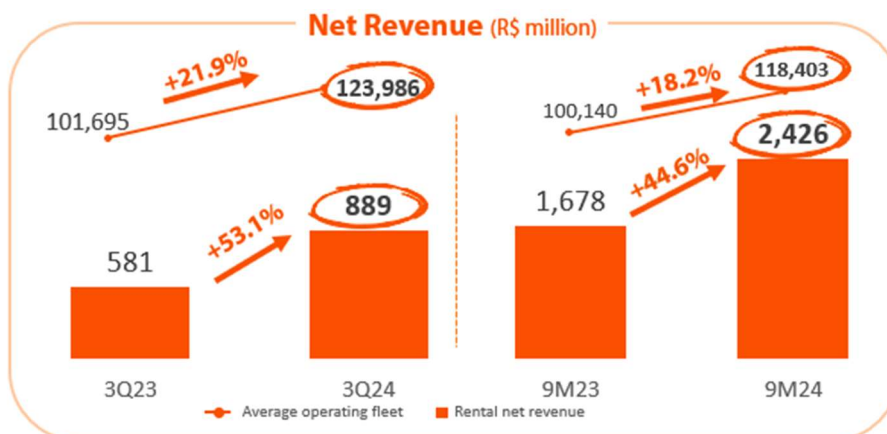 Net Revenue (R$ million)
+21.9%
123,986
101,695
+18.2%
118,403
100,140
+53.1%
889
581
+44.6%
2,426
1,678
3Q23
3Q24
9M23
9M24
Average operating fleet
Rental net revenue